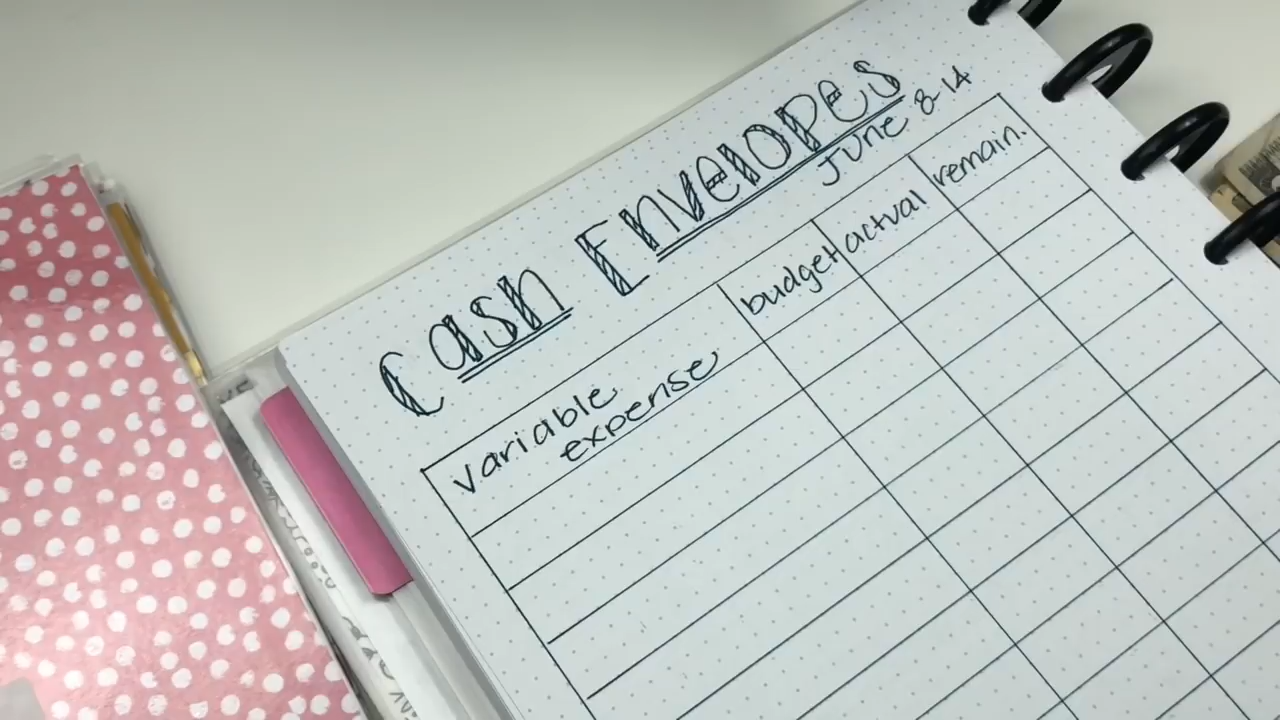 Cash Envelopes
June 8-14
variable expense
budget
actual
remain.